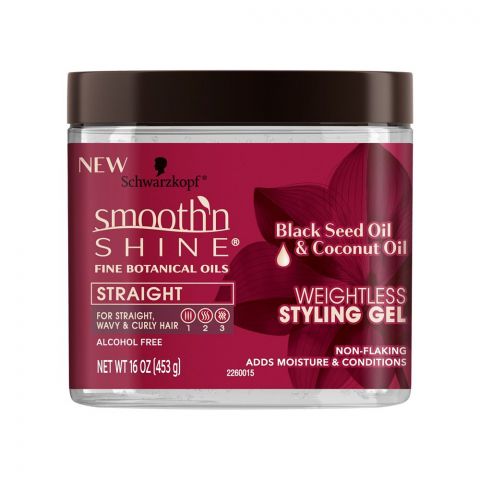 NEW
Schwarzkopf®
smooth'n
SHINE®
FINE BOTANICAL OILS
STRAIGHT
FOR STRAIGHT,
WAVY & CURLY HAIR
1 2 3
ALCOHOL FREE
NET WT 16 OZ (453 g)
2260015
Black Seed Oil
& Coconut Oil
WEIGHTLESS
STYLING GEL
NON-FLAKING
ADDS MOISTURE & CONDITIONS